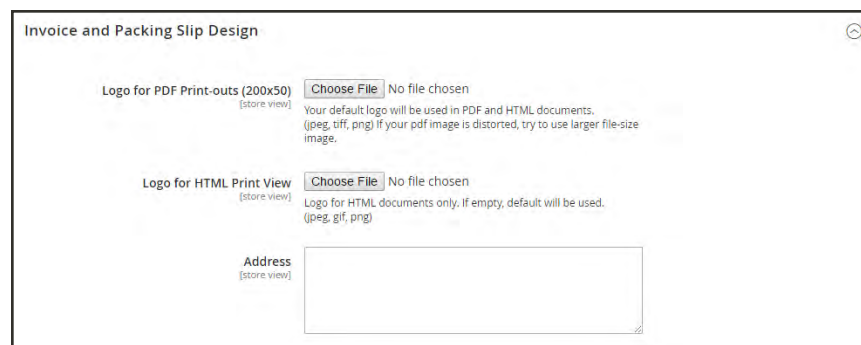 Invoice and Packing Slip Design
Logo for PDF Print-outs (200x50)
[store view]
Choose File No file chosen
Your default logo will be used in PDF and HTML documents.
(jpeg, tiff, png) If your pdf image is distorted, try to use larger file-size
image.
Logo for HTML Print View
[store view]
Choose File No file chosen
Logo for HTML documents only. If empty, default will be used.
(jpeg, gif, png)
Address
[store view]